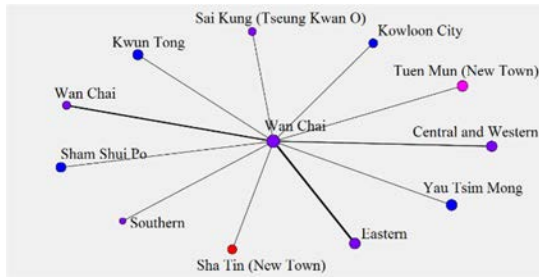 Sai Kung (Tseung Kwan O)
Kowloon City
Kwun Tong
Tuen Mun (New Town)
Wan Chai
Wan Chai
Central and Western
Sham Shui Po
Yau Tsim Mong
Southern
Eastern
Sha Tin (New Town)